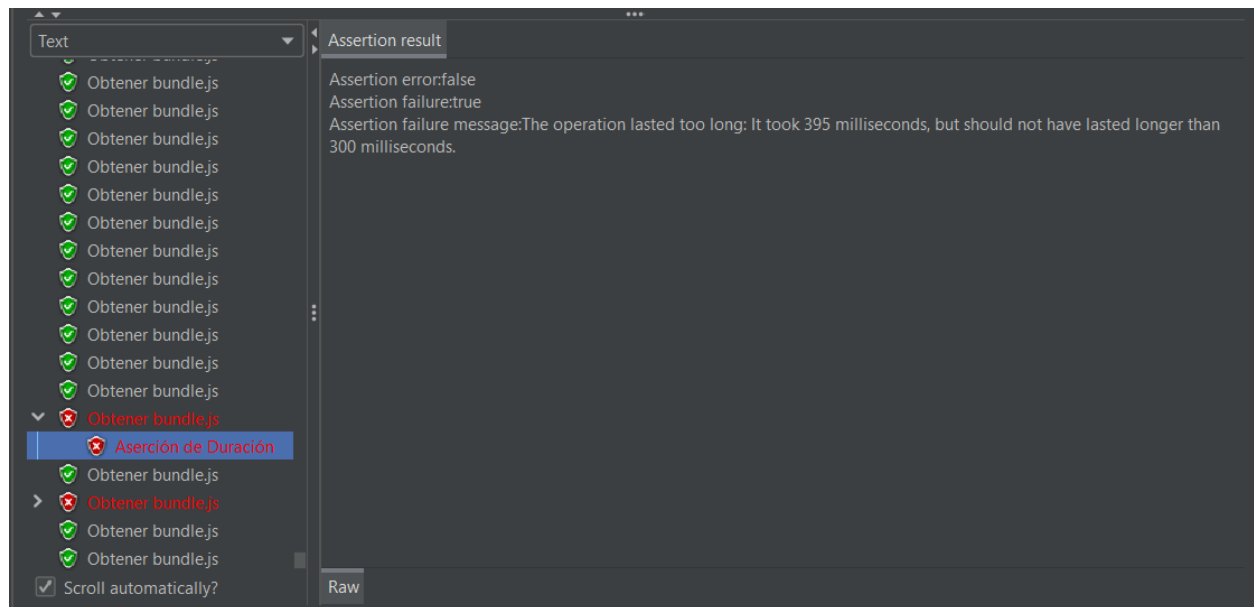 Text
Assertion result
Obtener bundle.js
Obtener bundle.js
Obtener bundle.js
Obtener bundle.js
Obtener bundle.js
Obtener bundle.js
Obtener bundle.js
Obtener bundle.js
Obtener bundle.js
Obtener bundle.js
Obtener bundle.js
Obtener bundle.js
Obtener bundle.js
Obtener bundle.js
Aserción de Duración
Obtener bundle.js
Obtener bundle.js
Obtener bundle.js
Obtener bundle.js
Scroll automatically?
Assertion error:false
Assertion failure:true
Assertion failure message:The operation lasted too long: It took 395 milliseconds, but should not have lasted longer than
300 milliseconds.
Raw